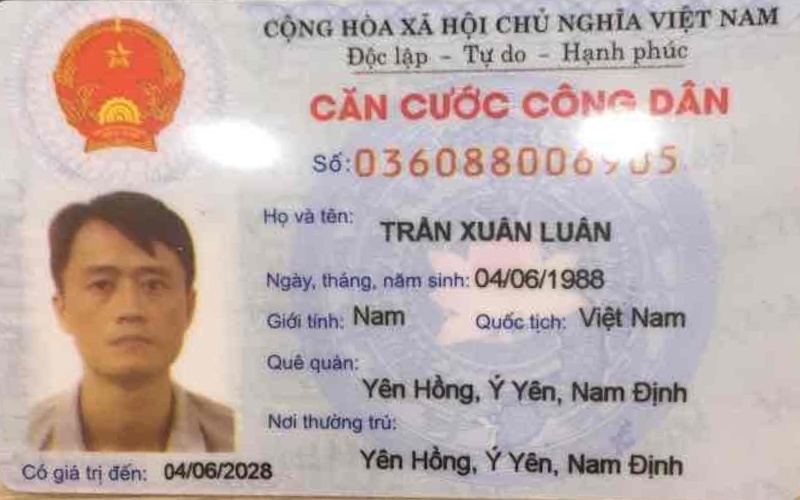 CỘNG HÒA XÃ HỘI CHỦ NGHĨA VIỆT NAM
Độc lập - Tự do - Hạnh phúc
CĂN CƯỚC CÔNG DÂN
Số:
Họ và tên: TRẦN XUÂN LUÂN
Ngày, tháng, năm sinh: 04/06/1988
Giới tính: Nam Quốc tịch: Việt Nam
Quê quán:
Yên Hồng, Ý Yên, Nam Định
Nơi thường trú:
Yên Hồng, Ý Yên, Nam Định
Có giá trị đến: 04/06/2028